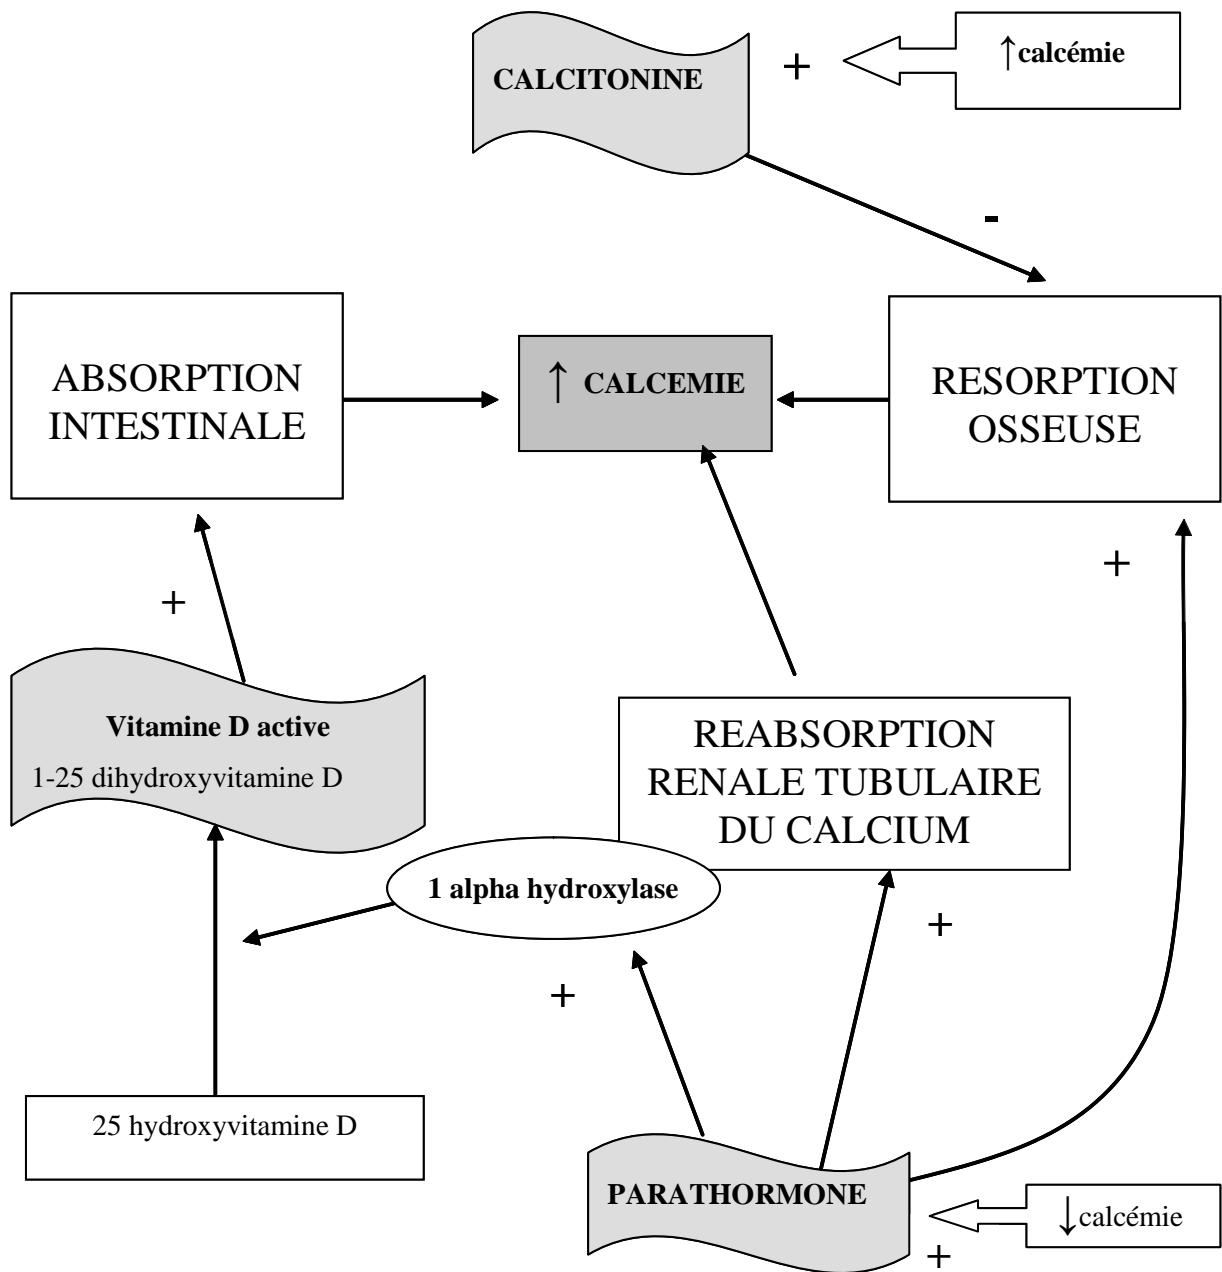 CALCITONINE
+
↑calcémie
-
ABSORPTION
INTESTINALE
↑ CALCEMIE
RESORPTION
OSSEUSE
+
+
Vitamine D active
1-25 dihydroxyvitamine D
REABSORPTION
RENALE TUBULAIRE
DU CALCIUM
1 alpha hydroxylase
+
+
25 hydroxyvitamine D
PARATHORMONE
↓calcémie
+